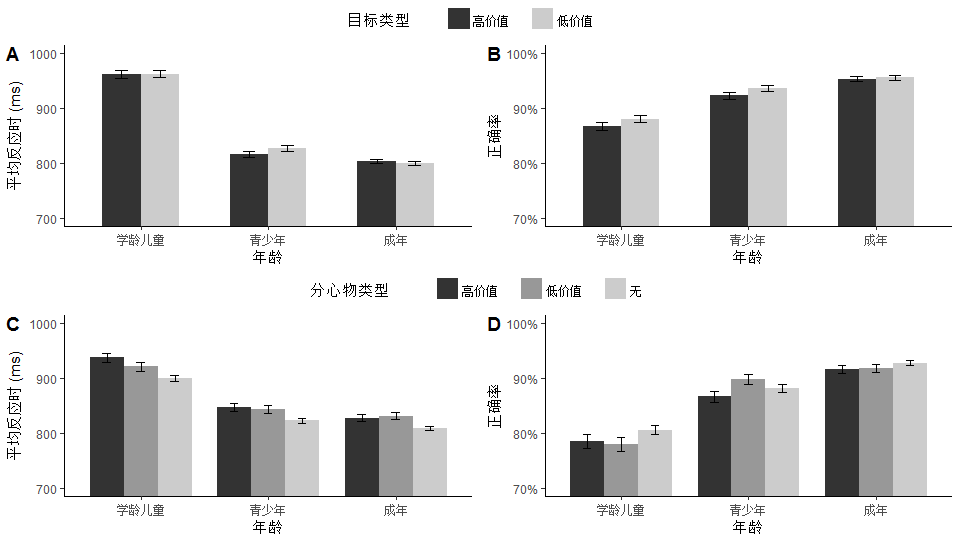 目标类型 高价值 低价值
A
平均反应时 (ms)
1000
900
800
700
学龄儿童 青少年 成年
年龄
B
正确率
100%
90%
80%
70%
学龄儿童 青少年 成年
年龄
分心物类型 高价值 低价值 无
C
平均反应时 (ms)
1000
900
800
700
学龄儿童 青少年 成年
年龄
D
正确率
100%
90%
80%
70%
学龄儿童 青少年 成年
年龄